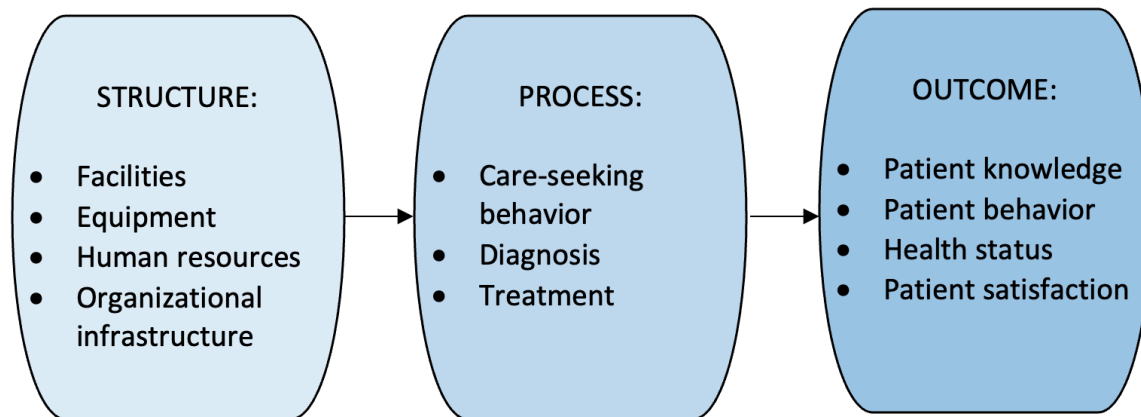 STRUCTURE:
• Facilities
• Equipment
• Human resources
• Organizational
infrastructure
PROCESS:
• Care-seeking
behavior
• Diagnosis
• Treatment
OUTCOME:
• Patient knowledge
• Patient behavior
• Health status
• Patient satisfaction